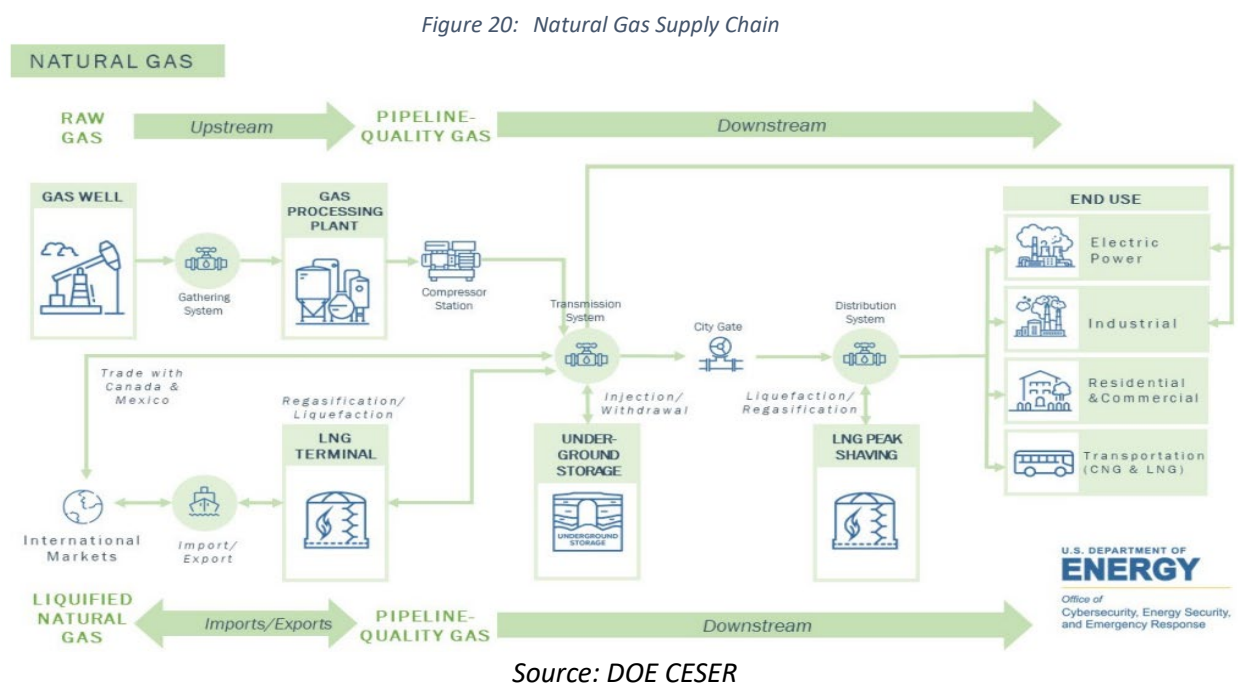 Figure 20: Natural Gas Supply Chain
NATURAL GAS
RAW
GAS
Upstream
PIPELINE-
QUALITY GAS
Downstream
GAS WELL
Gathering
System
GAS
PROCESSING
PLANT
Compressor
Station
Transmission
System
City Gate
Distribution
System
END USE
Electric
Power
Industrial
Residential
&Commercial
Transportation
(CNG & LNG)
Trade with
Canada &
Mexico
Regasification/
Liquefaction
Injection/
Withdrawal
Liquefaction/
Regasification
International
Markets
Import/
Export
LNG
TERMINAL
UNDER-
GROUND
STORAGE
UNDERGROUND
STORAGE
LNG PEAK
SHAVING
U.S. DEPARTMENT OF
ENERGY
Office of
Cybersecurity, Energy Security,
and Emergency Response
LIQUIFIED
NATURAL
GAS
Imports/Exports
PIPELINE-
QUALITY GAS
Downstream
Source: DOE CESER